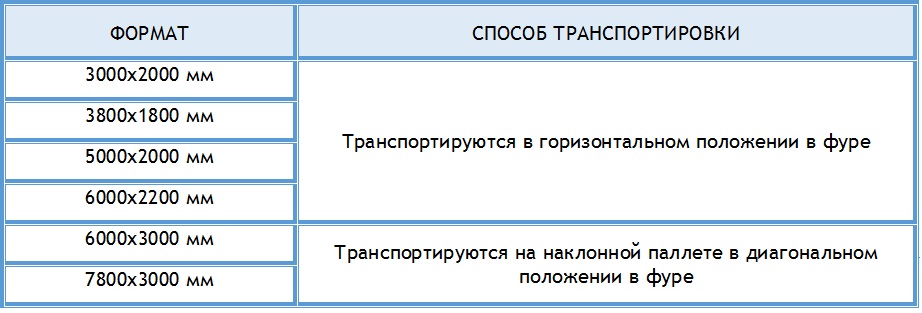 ФОРМАТ
СПОСОБ ТРАНСПОРТИРОВКИ
3000х2000 мм
3800х1800 мм
5000х2000 мм
6000х2200 мм
Транспортируются в горизонтальном положении в фуре
6000х3000 мм
7800х3000 мм
Транспортируются на наклонной паллете в диагональном
положении в фуре